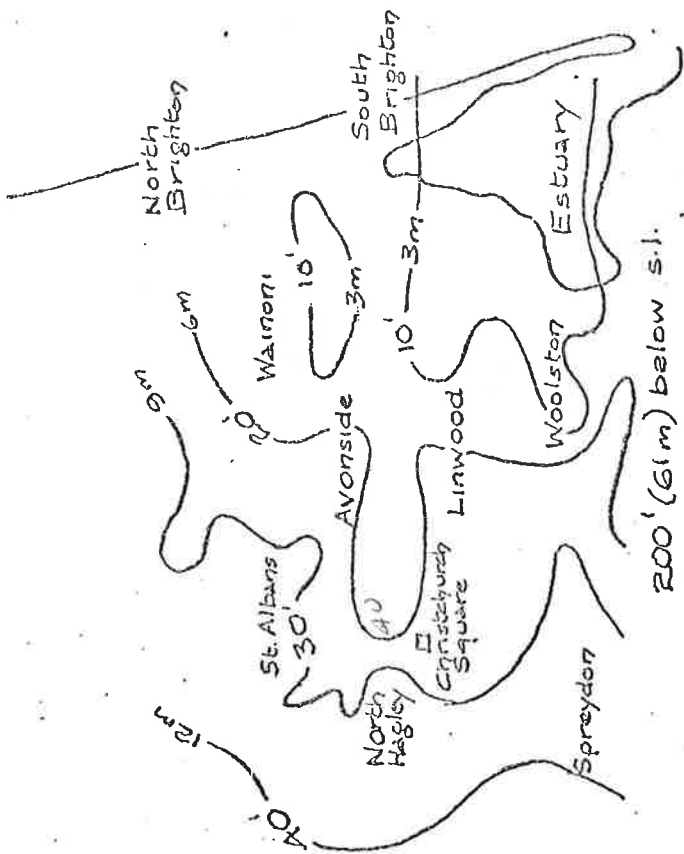 North
Brighton
9m
6m
12m
20'
St. Albans
30'
Wainoni
10'
3m
40'
Avonside
South
Brighton
North
Hagley
10'
3m
Christchurch
Square
Linwood
Woolston
Estuary
Spreydon
200' (61m) below s.l.